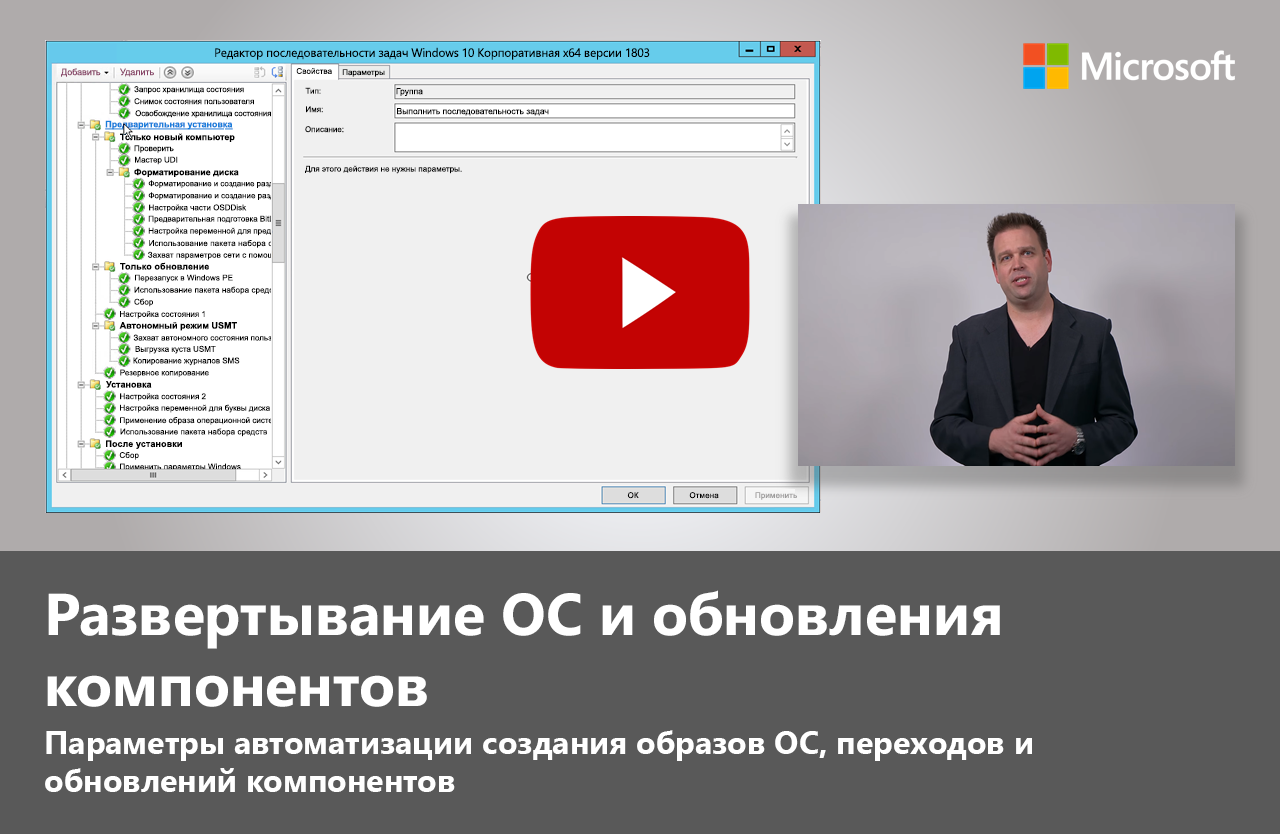 Редактор последовательности задач Windows 10 Корпоративная x64 версии 1803
Microsoft
Добавить
Удалить
Запрос хранилища состояния
Снимок состояния пользователя
Освобождение хранилища состояния
Предварительная установка
Только новый компьютер
Проверить
Мастер UDI
Форматирование диска
Форматирование и создание разд
Форматирование и создание разд
Настройка части OSDDisk
Предварительная подготовка Bitl
Настройка переменной для пред
Использование пакета набора с
Захват параметров сети с помощ
Только обновление
Перезапуск в Windows PE
Использование пакета набора средс
Сбор
Настройка состояния 1
Автономный режим USMT
Захват автономного состояния польз
Выгрузка куста USMT
Копирование журналов SMS
Резервное копирование
Установка
Настройка состояния 2
Настройка переменной для буквы диска
Применение образа операционной систе
Использование пакета набора средств
После установки
Сбор
Применить параметры Windows
Свойства
Параметры
Тип:
Группа
Имя:
Выполнить последовательность задач
Описание:
Для этого действия не нужны параметры.
ОК
Отмена
Применить
Развертывание ОС и обновления
компонентов
Параметры автоматизации создания образов ОС, переходов и
обновлений компонентов